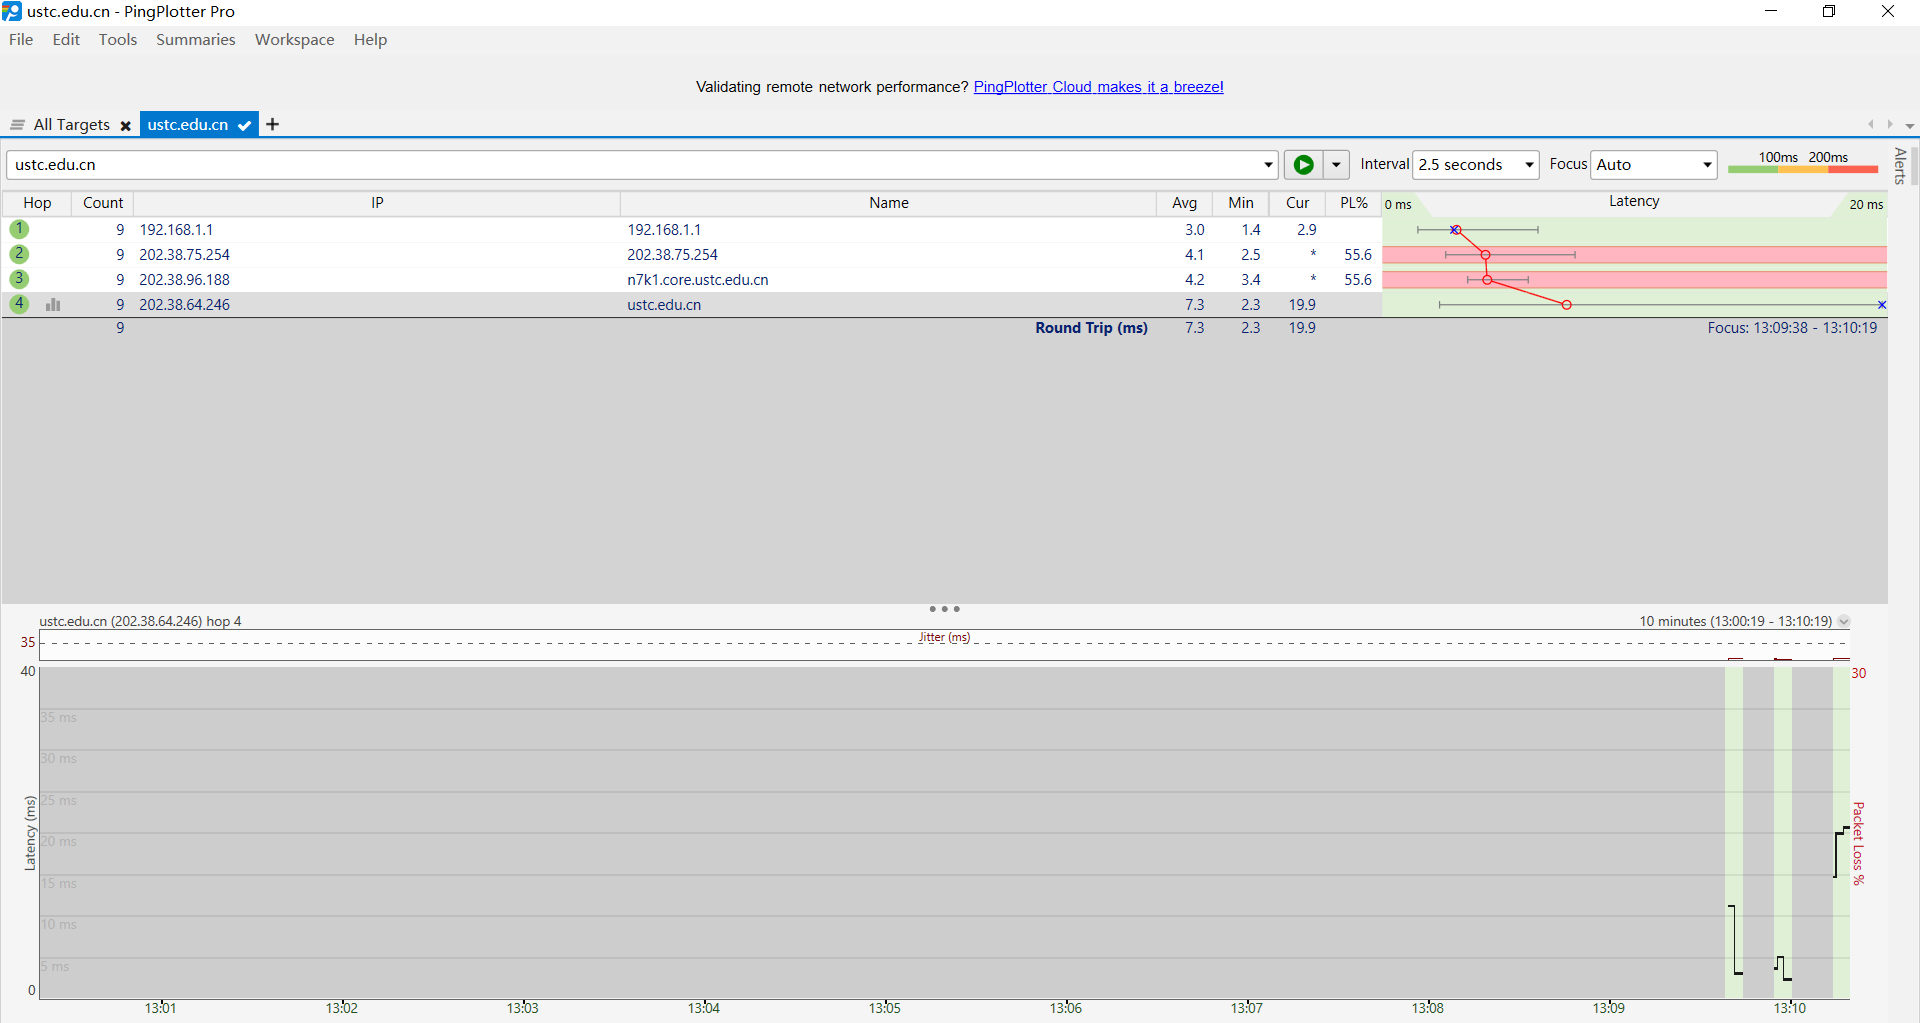 ustc.edu.cn - PingPlotter Pro
File Edit Tools Summaries Workspace Help
Validating remote network performance? PingPlotter Cloud makes it a breeze!
All Targets ustc.edu.cn +
ustc.edu.cn Interval 2.5 seconds Focus Auto 100ms 200ms
Alerts
Hop Count IP Name Avg Min Cur PL% 0 ms Latency 20 ms
1 9 192.168.1.1 192.168.1.1 3.0 1.4 2.9
2 9 202.38.75.254 202.38.75.254 4.1 2.5 * 55.6
3 9 202.38.96.188 n7k1.core.ustc.edu.cn 4.2 3.4 * 55.6
4 9 202.38.64.246 ustc.edu.cn 7.3 2.3 19.9
9 Round Trip (ms) 7.3 2.3 19.9 Focus: 13:09:38 - 13:10:19
ustc.edu.cn (202.38.64.246) hop 4 10 minutes (13:00:19 - 13:10:19)
35 Jitter (ms)
40 30
35 ms
30 ms
25 ms
20 ms
15 ms
10 ms
5 ms
0
Latency (ms)
Packet Loss %
13:01 13:02 13:03 13:04 13:05 13:06 13:07 13:08 13:09 13:10